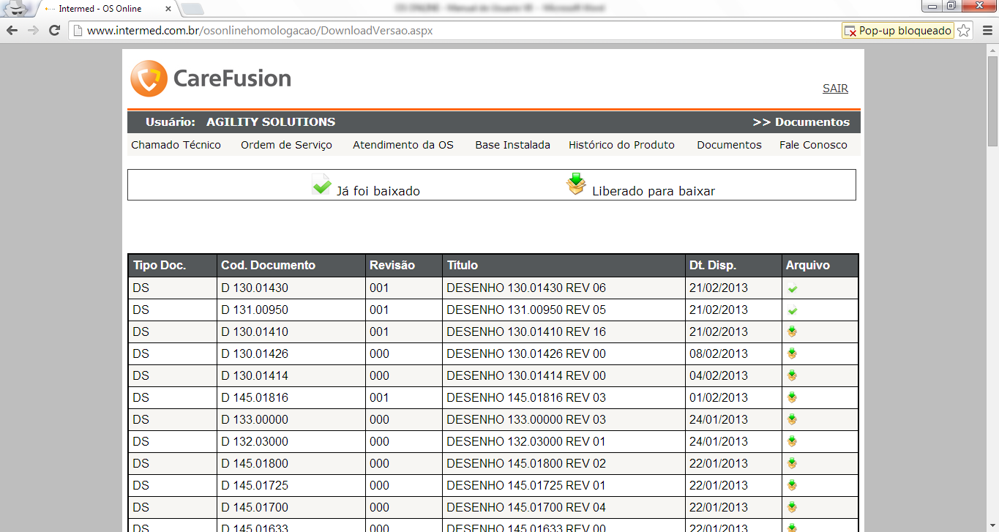 Intermed - OS Online
OS ONLINE - Manual do Usuario V6 - Microsoft Word
www.intermed.com.br/osonlinehomologacao/DownloadVersao.aspx
Pop-up bloqueado
CareFusion
SAIR
Usuário: AGILITY SOLUTIONS >> Documentos
Chamado Técnico Ordem de Serviço Atendimento da OS Base Instalada Histórico do Produto Documentos Fale Conosco
Já foi baixado Liberado para baixar
Tipo Doc. Cod. Documento Revisão Título Dt. Disp. Arquivo
DS D 130.01430 001 DESENHO 130.01430 REV 06 21/02/2013
DS D 131.00950 001 DESENHO 131.00950 REV 05 21/02/2013
DS D 130.01410 001 DESENHO 130.01410 REV 16 21/02/2013
DS D 130.01426 000 DESENHO 130.01426 REV 00 08/02/2013
DS D 130.01414 000 DESENHO 130.01414 REV 00 04/02/2013
DS D 145.01816 001 DESENHO 145.01816 REV 03 01/02/2013
DS D 133.00000 000 DESENHO 133.00000 REV 03 24/01/2013
DS D 132.03000 000 DESENHO 132.03000 REV 01 24/01/2013
DS D 145.01800 000 DESENHO 145.01800 REV 02 22/01/2013
DS D 145.01725 000 DESENHO 145.01725 REV 01 22/01/2013
DS D 145.01700 000 DESENHO 145.01700 REV 04 22/01/2013
DS D 145.01633 000 DESENHO 145.01633 REV 00 22/01/2013